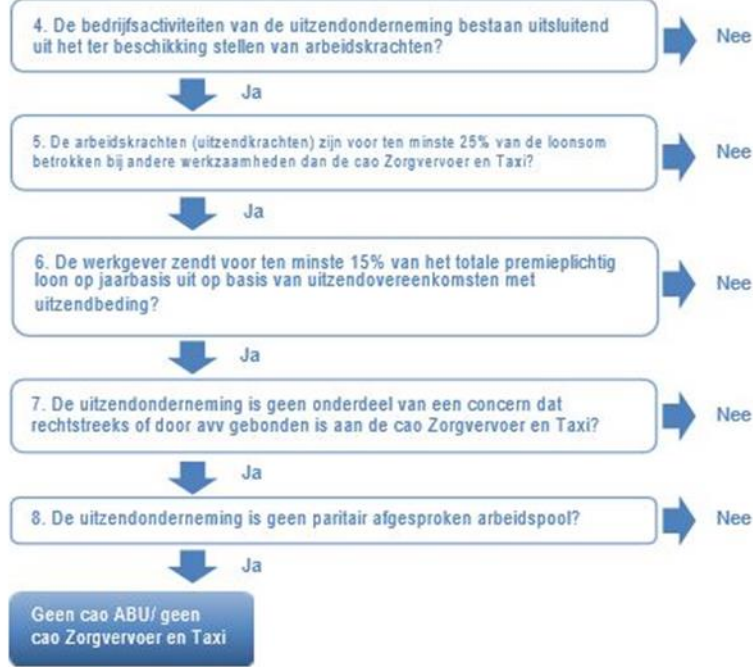 4. De bedrijfsactiviteiten van de uitzendonderneming bestaan uitsluitend
uit het ter beschikking stellen van arbeidskrachten?
Nee
Ja
5. De arbeidskrachten (uitzendkrachten) zijn voor ten minste 25% van de loonsom
betrokken bij andere werkzaamheden dan de cao Zorgvervoer en Taxi?
Nee
Ja
6. De werkgever zendt voor ten minste 15% van het totale premieplichtig
loon op jaarbasis uit op basis van uitzendovereenkomsten met
uitzendbeding?
Nee
Ja
7. De uitzendonderneming is geen onderdeel van een concern dat
rechtstreeks of door avv gebonden is aan de cao Zorgvervoer en Taxi?
Nee
Ja
8. De uitzendonderneming is geen paritair afgesproken arbeidspool?
Nee
Ja
Geen cao ABU/ geen
cao Zorgvervoer en Taxi